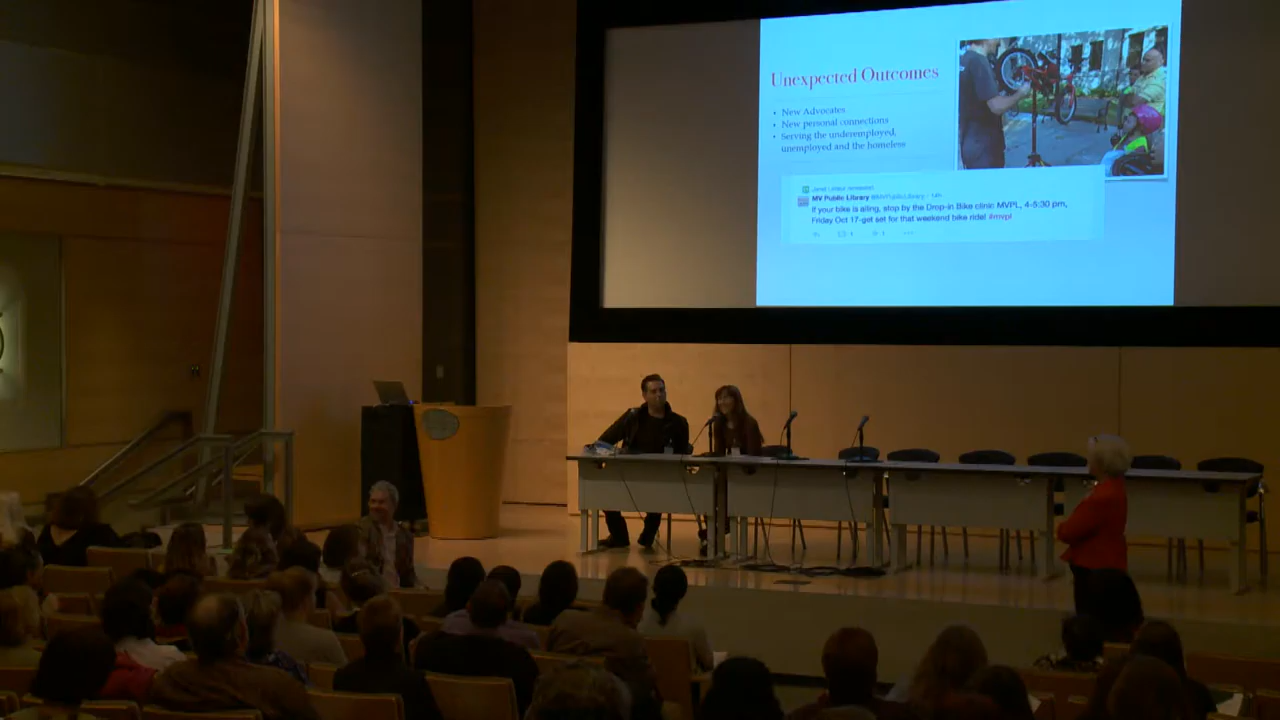 Unexpected Outcomes
• New Advocates
• New personal connections
• Serving the underemployed,
unemployed and the homeless
MV Public Library
If your bike is ailing, stop by the Drop-in Bike clinic MVPL, 4-5:30 pm,
Friday Oct 17-get set for that weekend bike ride! #mvpl